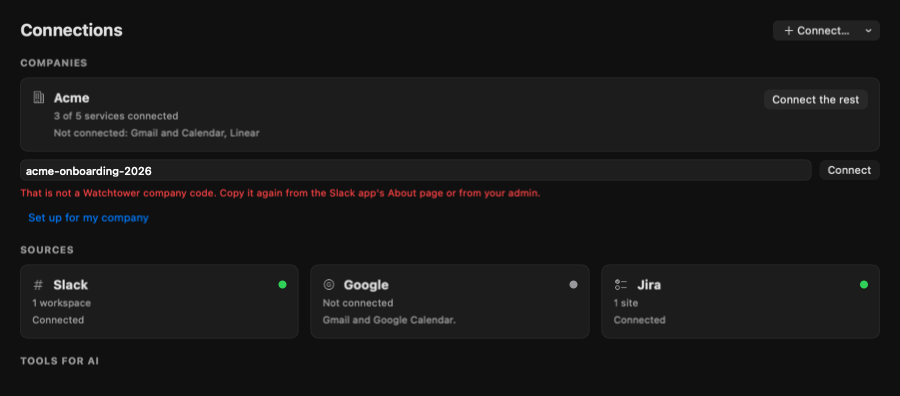 Connections
+ Connect...
COMPANIES
Acme
3 of 5 services connected
Not connected: Gmail and Calendar, Linear
Connect the rest
acme-onboarding-2026
Connect
That is not a Watchtower company code. Copy it again from the Slack app's About page or from your admin.
Set up for my company
SOURCES
# Slack
1 workspace
Connected
Google
Not connected
Gmail and Google Calendar.
Jira
1 site
Connected
TOOLS FOR AI